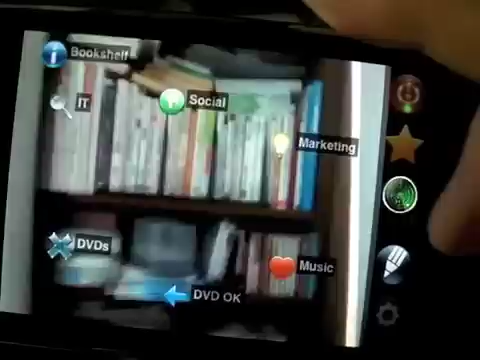 Bookshelf
IT
Social
Marketing
DVDs
Music
DVD OK